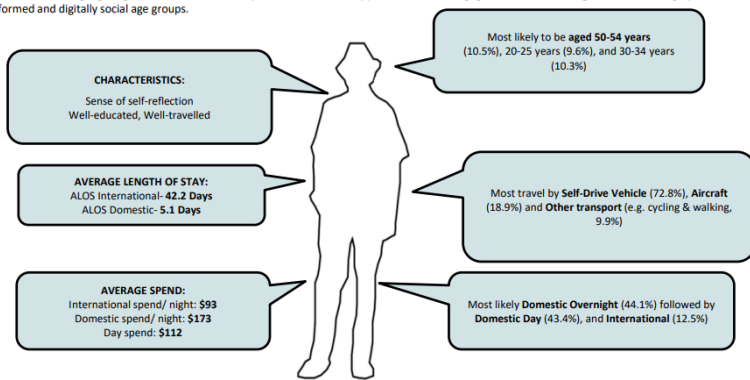 formed and digitally social age groups.
Most likely to be aged 50-54 years
(10.5%), 20-25 years (9.6%), and 30-34 years
(10.3%)
CHARACTERISTICS:
Sense of self-reflection
Well-educated, Well-travelled
AVERAGE LENGTH OF STAY:
ALOS International- 42.2 Days
ALOS Domestic- 5.1 Days
Most travel by Self-Drive Vehicle (72.8%), Aircraft
(18.9%) and Other transport (e.g. cycling & walking,
9.9%)
AVERAGE SPEND:
International spend/ night: $93
Domestic spend/ night: $173
Day spend: $112
Most likely Domestic Overnight (44.1%) followed by
Domestic Day (43.4%), and International (12.5%)